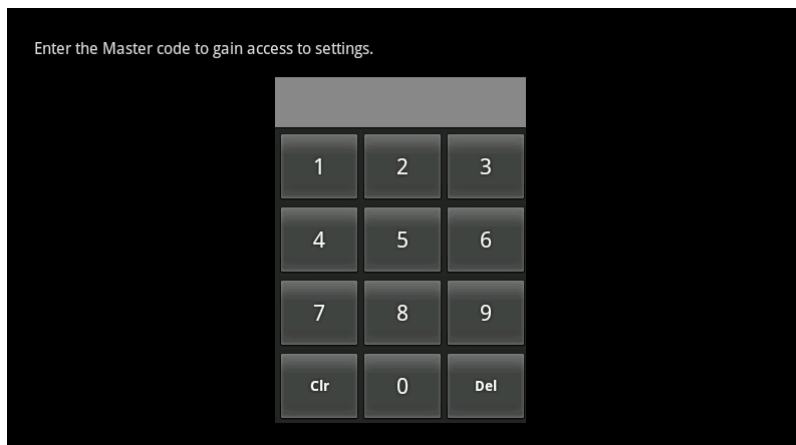 Enter the Master code to gain access to settings.
1 2 3
4 5 6
7 8 9
Clr 0 Del